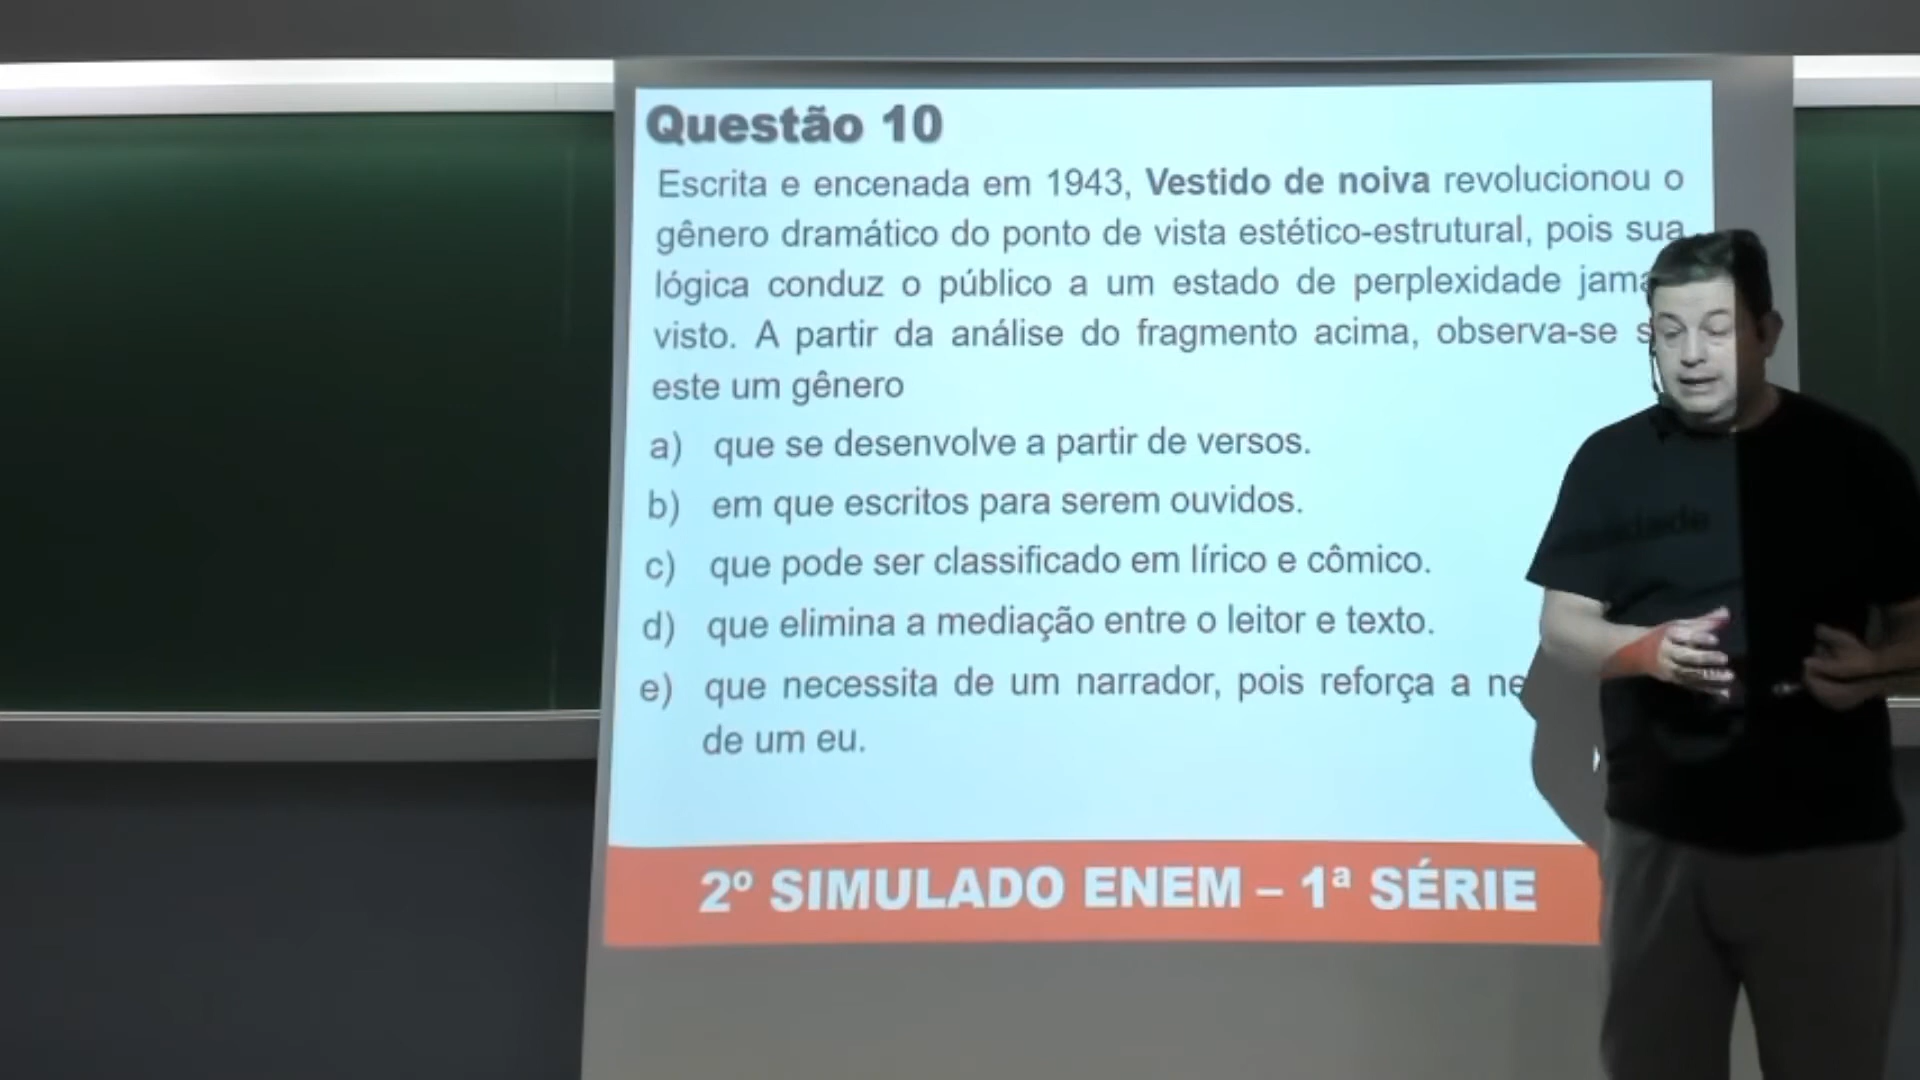 Questão 10
Escrita e encenada em 1943, Vestido de noiva revolucionou o
gênero dramático do ponto de vista estético-estrutural, pois sua
lógica conduz o público a um estado de perplexidade
visto. A partir da análise do fragmento acima, observa-se
este um gênero
a) que se desenvolve a partir de versos.
b) em que escritos para serem ouvidos.
c) que pode ser classificado em lírico e cômico.
d) que elimina a mediação entre o leitor e texto.
e) que necessita de um narrador, pois reforça a
de um eu.
2º SIMULADO ENEM – 1ª SÉRIE